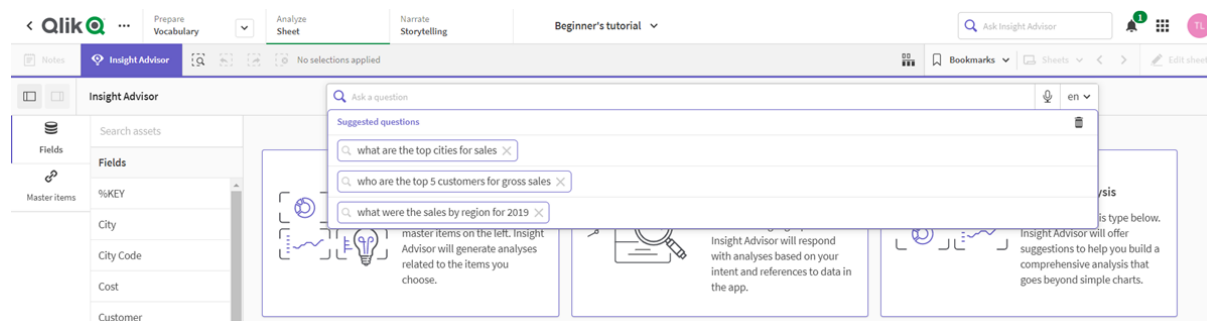 Qlik
Prepare
Vocabulary
Analyze
Sheet
Narrate
Storytelling
Beginner's tutorial
Ask Insight Advisor
1
TL
Notes
Insight Advisor
No selections applied
Bookmarks
Sheets
Edit sheet
Insight Advisor
Ask a question
en
Suggested questions
what are the top cities for sales
who are the top 5 customers for gross sales
what were the sales by region for 2019
Fields
Master items
Search assets
Fields
%KEY
City
City Code
Cost
Customer
master items on the left. Insight
Advisor will generate analyses
related to the items you
choose.
Insight Advisor will respond
with analyses based on your
intent and references to data in
the app.
is type below.
Insight Advisor will offer
suggestions to help you build a
comprehensive analysis that
goes beyond simple charts.